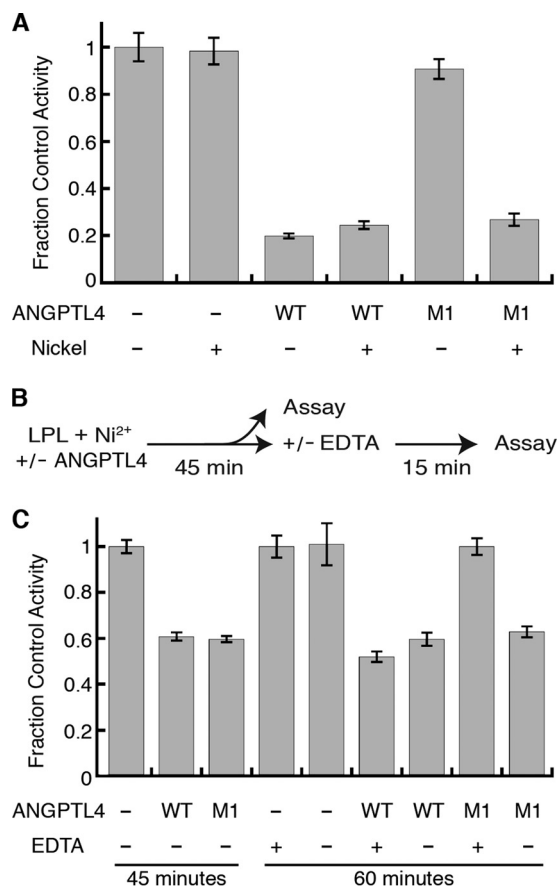 A
Fraction Control Activity
1
0.8
0.6
0.4
0.2
0
ANGPTL4 – – WT WT M1 M1
Nickel – + – + – +
B
LPL + Ni²⁺
+/– ANGPTL4
45 min
Assay
+/– EDTA
15 min
Assay
C
Fraction Control Activity
1
0.8
0.6
0.4
0.2
0
ANGPTL4 – WT M1 – – WT WT M1 M1
EDTA – – – + – + – + –
45 minutes 60 minutes